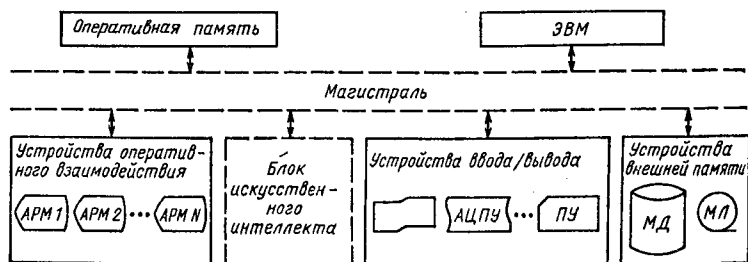 Оперативная память
ЭВМ
Магистраль
Устройства оператив-
ного взаимодействия
АРМ 1 АРМ 2 ••• АРМ N
Блок
искусствен-
ного
интеллекта
Устройства ввода/вывода
АЦПУ ••• ПУ
Устройства
внешней памяти
МД МЛ